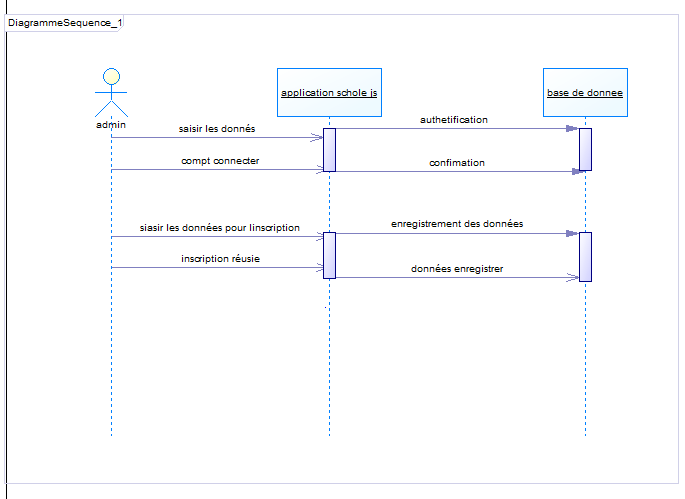 DiagrammeSequence_1
application schole js
base de donnee
admin
saisir les donnés
authetification
compt connecter
confimation
siasir les données pour linscription
enregistrement des données
inscription réusie
données enregistrer